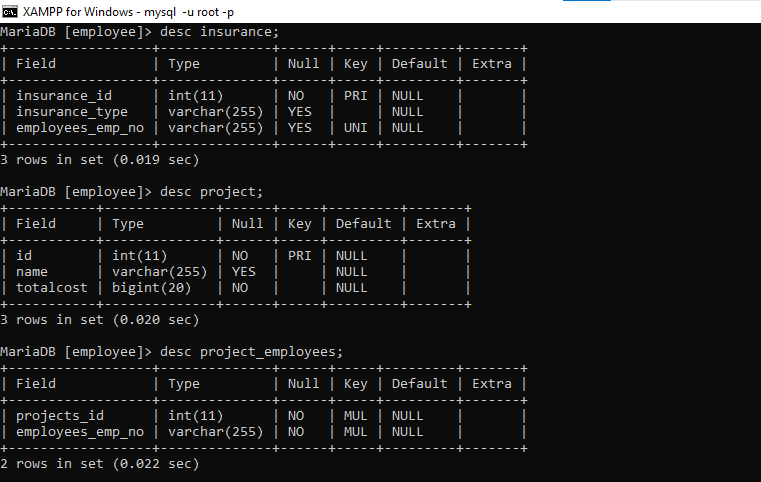 XAMPP for Windows - mysql  -u root -p
MariaDB [employee]> desc insurance;
+------------------+--------------+------+-----+---------+-------+
| Field            | Type         | Null | Key | Default | Extra |
+------------------+--------------+------+-----+---------+-------+
| insurance_id     | int(11)      | NO   | PRI | NULL    |       |
| insurance_type   | varchar(255) | YES  |     | NULL    |       |
| employees_emp_no | varchar(255) | YES  | UNI | NULL    |       |
+------------------+--------------+------+-----+---------+-------+
3 rows in set (0.019 sec)
MariaDB [employee]> desc project;
+-----------+--------------+------+-----+---------+-------+
| Field     | Type         | Null | Key | Default | Extra |
+-----------+--------------+------+-----+---------+-------+
| id        | int(11)      | NO   | PRI | NULL    |       |
| name      | varchar(255) | YES  |     | NULL    |       |
| totalcost | bigint(20)   | NO   |     | NULL    |       |
+-----------+--------------+------+-----+---------+-------+
3 rows in set (0.020 sec)
MariaDB [employee]> desc project_employees;
+------------------+--------------+------+-----+---------+-------+
| Field            | Type         | Null | Key | Default | Extra |
+------------------+--------------+------+-----+---------+-------+
| projects_id      | int(11)      | NO   | MUL | NULL    |       |
| employees_emp_no | varchar(255) | NO   | MUL | NULL    |       |
+------------------+--------------+------+-----+---------+-------+
2 rows in set (0.022 sec)